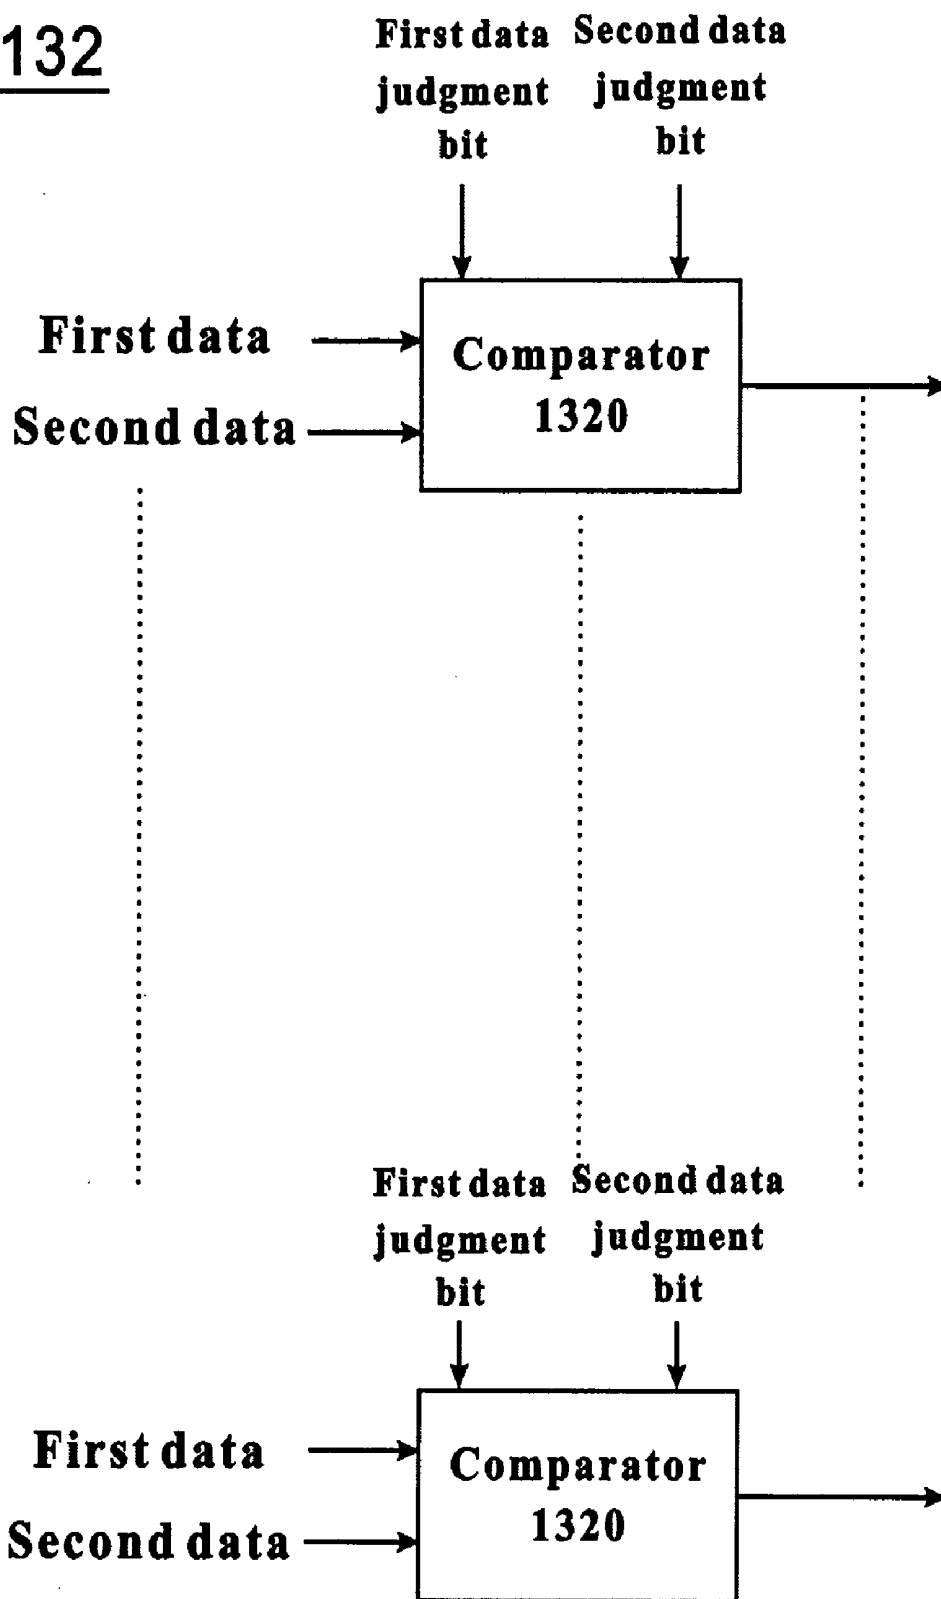 132
First data judgment bit
Second data judgment bit
First data
Second data
Comparator
1320
First data judgment bit
Second data judgment bit
First data
Second data
Comparator
1320